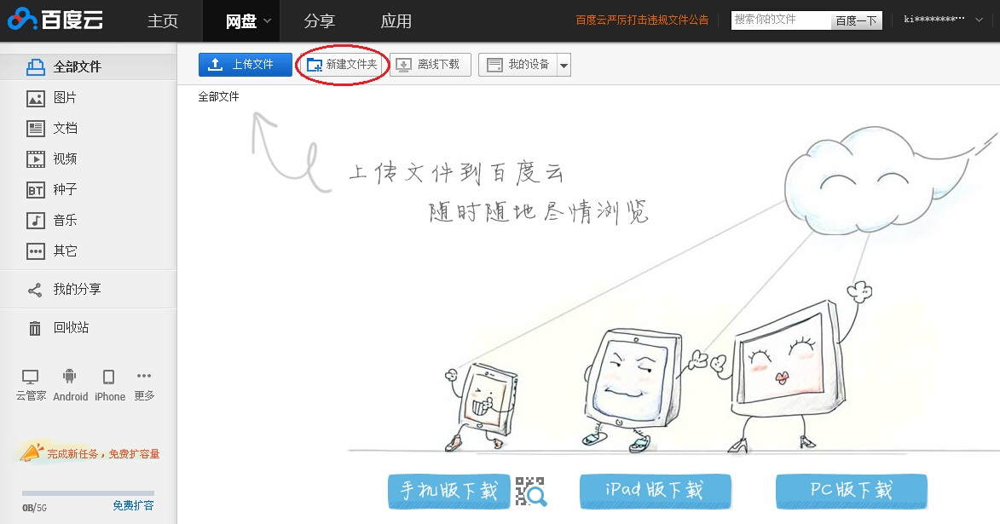 百度云
主页
网盘
分享
应用
百度云严厉打击违规文件公告
搜索你的文件
百度一下
ki********...
全部文件
图片
文档
视频
BT 种子
音乐
其它
我的分享
回收站
云管家 Android iPhone 更多
完成新任务，免费扩容量
0B/5G 免费扩容
上传文件
新建文件夹
离线下载
我的设备
全部文件
上传文件到百度云
随时随地尽情浏览
手机版下载
iPad版下载
PC版下载